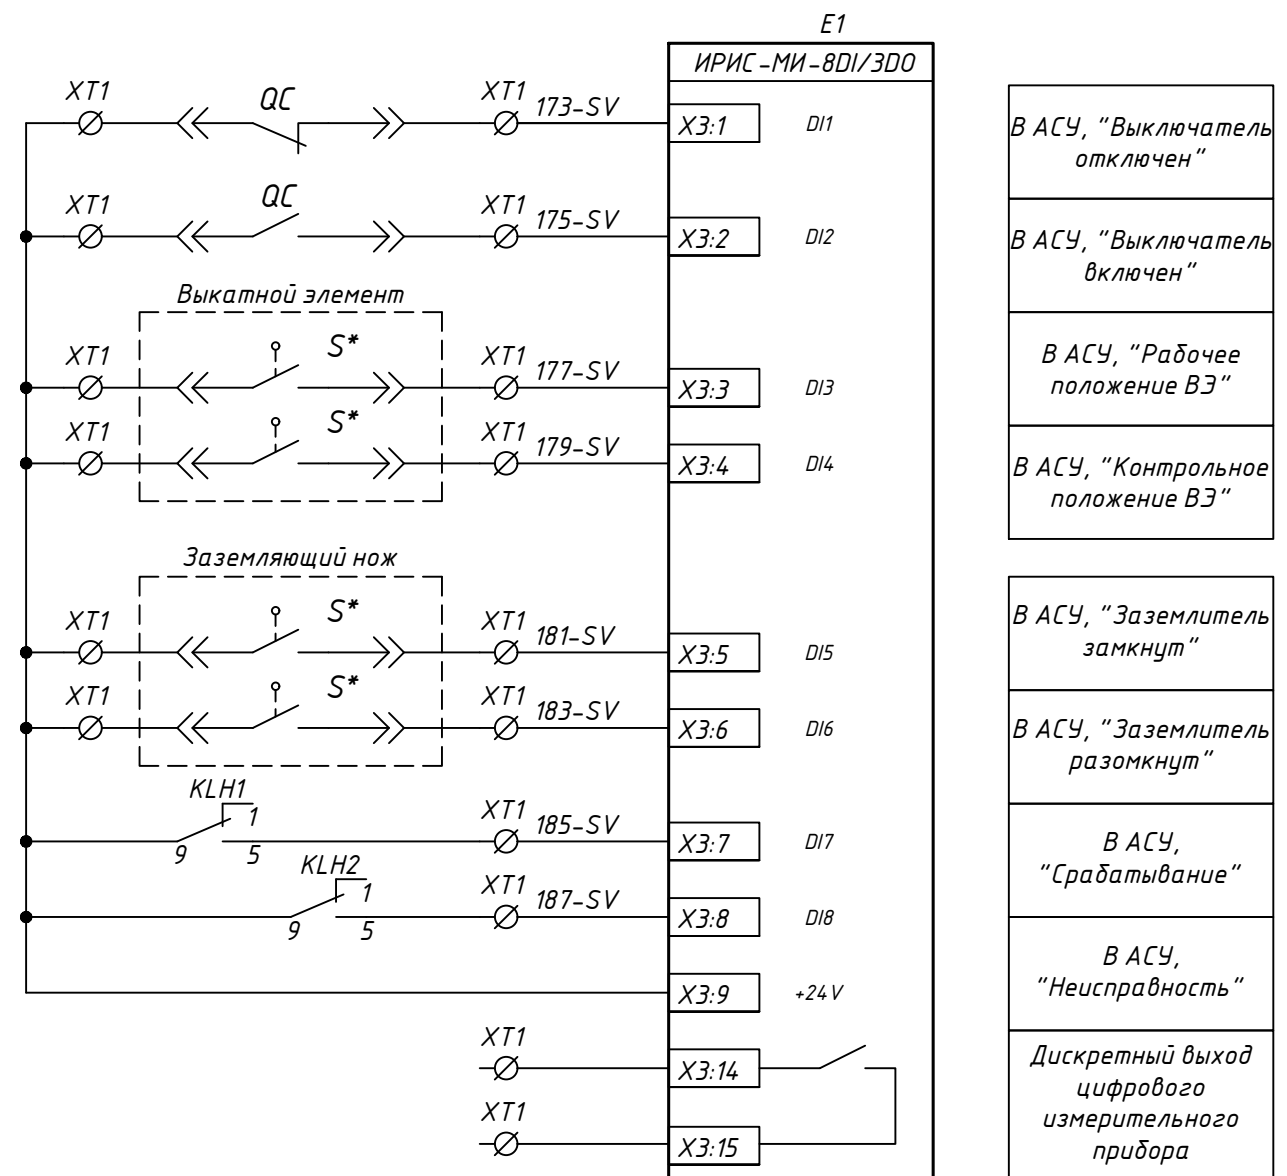 E1
ИРИС-МИ-8DI/3DO
XT1
QC
XT1
173-SV
X3:1
DI1
В АСУ, "Выключатель
отключен"
XT1
QC
XT1
175-SV
X3:2
DI2
В АСУ, "Выключатель
включен"
Выкатной элемент
XT1
S*
XT1
177-SV
X3:3
DI3
В АСУ, "Рабочее
положение ВЭ"
XT1
S*
XT1
179-SV
X3:4
DI4
В АСУ, "Контрольное
положение ВЭ"
Заземляющий нож
XT1
S*
XT1
181-SV
X3:5
DI5
В АСУ, "Заземлитель
замкнут"
XT1
S*
XT1
183-SV
X3:6
DI6
В АСУ, "Заземлитель
разомкнут"
KLH1
1
9
5
XT1
185-SV
X3:7
DI7
В АСУ,
"Срабатывание"
KLH2
1
9
5
XT1
187-SV
X3:8
DI8
В АСУ,
"Неисправность"
X3:9
+24V
XT1
X3:14
XT1
X3:15
Дискретный выход
цифрового
измерительного
прибора